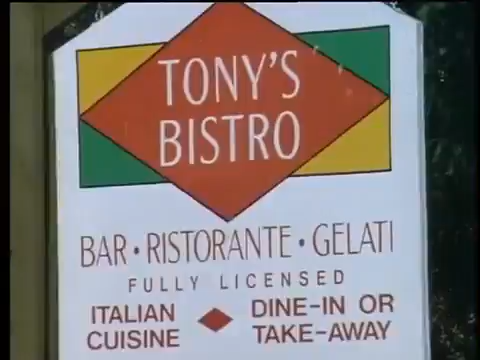 TONY'S
BISTRO
BAR • RISTORANTE • GELATI
FULLY LICENSED
ITALIAN CUISINE
DINE-IN OR TAKE-AWAY